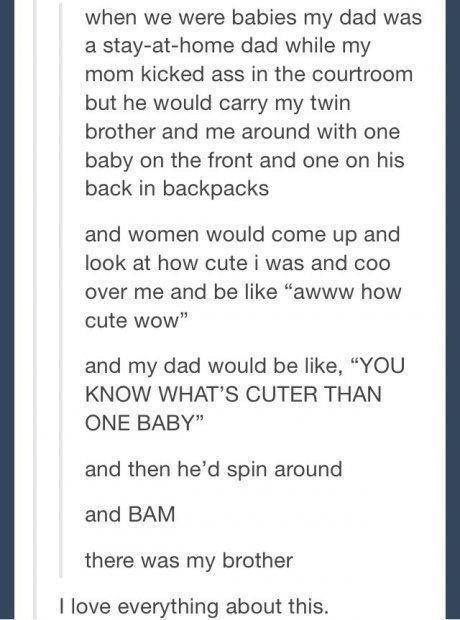 when we were babies my dad was
a stay-at-home dad while my
mom kicked ass in the courtroom
but he would carry my twin
brother and me around with one
baby on the front and one on his
back in backpacks
and women would come up and
look at how cute i was and coo
over me and be like “awww how
cute wow”
and my dad would be like, “YOU
KNOW WHAT’S CUTER THAN
ONE BABY”
and then he’d spin around
and BAM
there was my brother
I love everything about this.